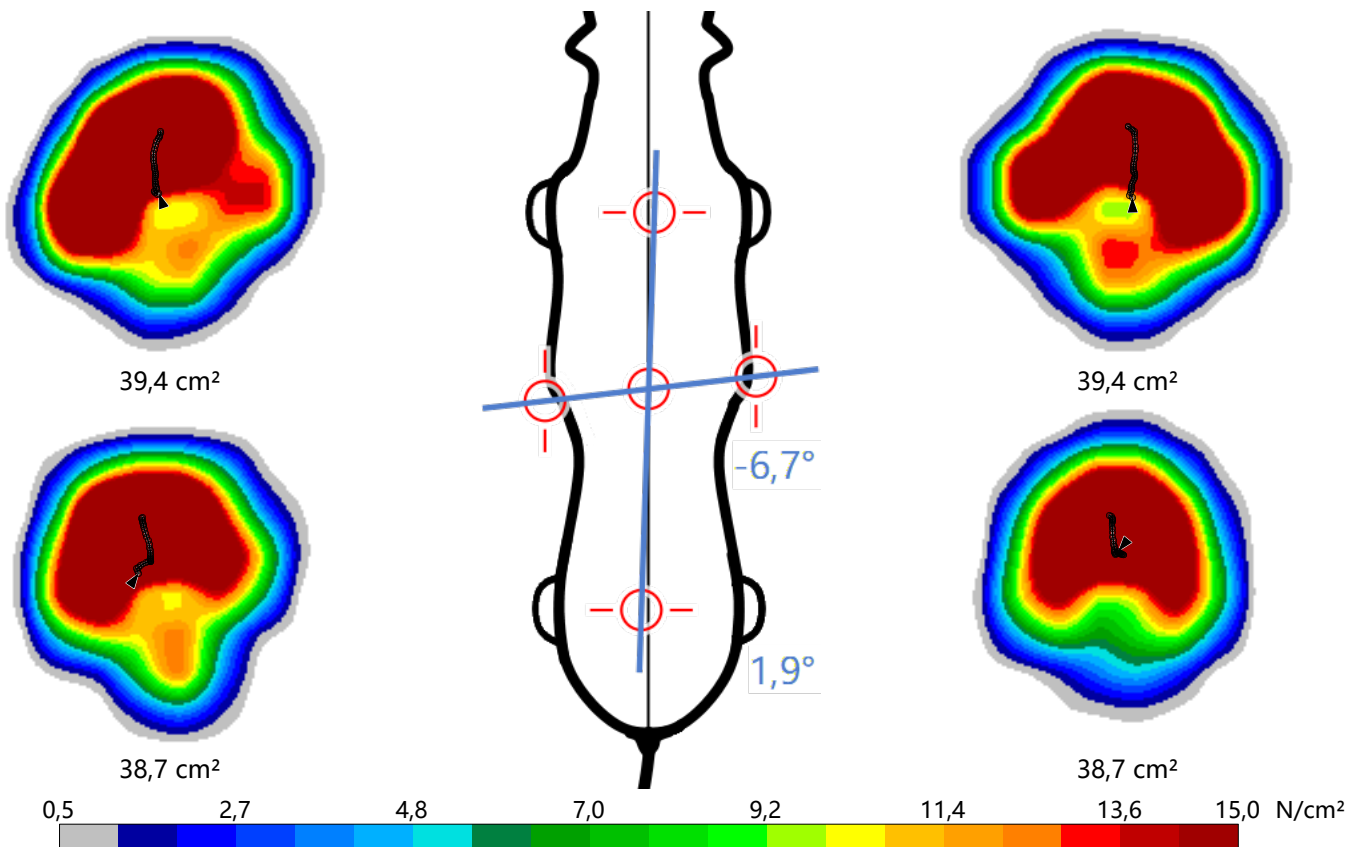 39,4 cm²
39,4 cm²
-6,7°
1,9°
38,7 cm²
38,7 cm²
0,5 2,7 4,8 7,0 9,2 11,4 13,6 15,0 N/cm²